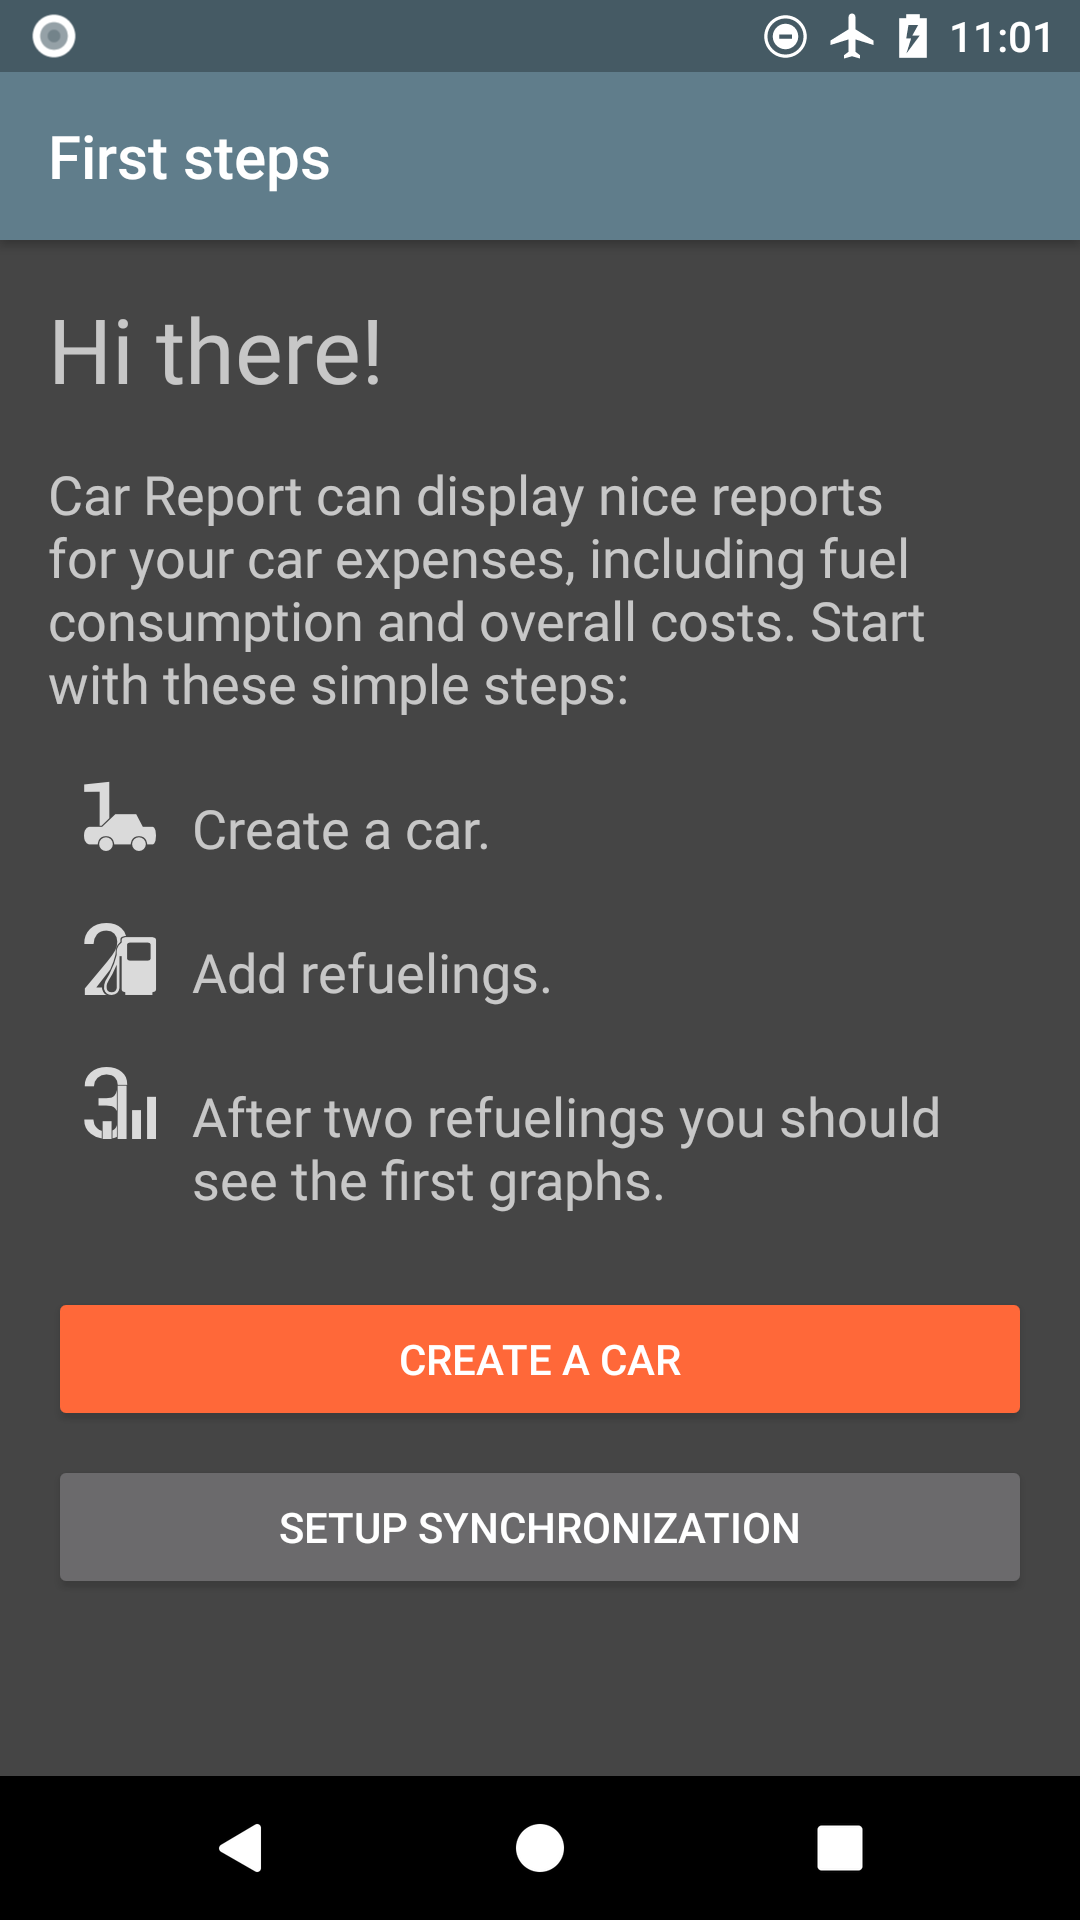 11:01
First steps
Hi there!
Car Report can display nice reports
for your car expenses, including fuel
consumption and overall costs. Start
with these simple steps:
1
Create a car.
2
Add refuelings.
3
After two refuelings you should
see the first graphs.
CREATE A CAR
SETUP SYNCHRONIZATION